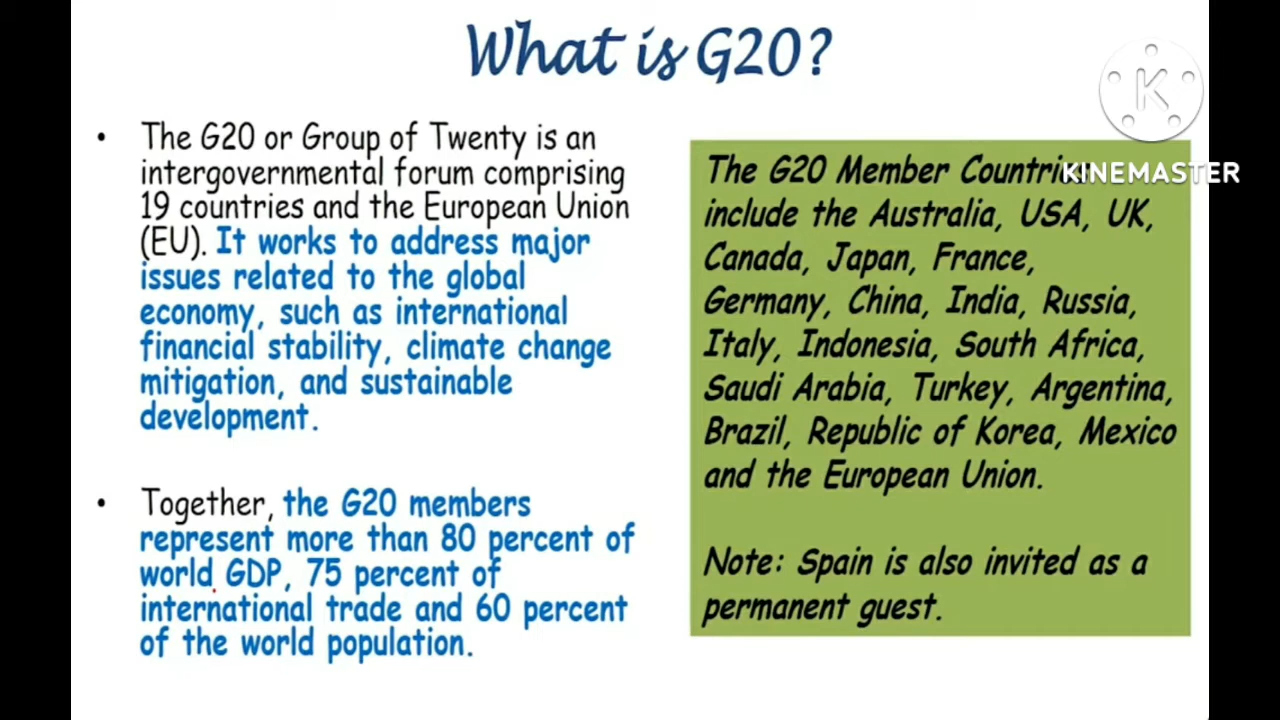 What is G20?
• The G20 or Group of Twenty is an
intergovernmental forum comprising
19 countries and the European Union
(EU). It works to address major
issues related to the global
economy, such as international
financial stability, climate change
mitigation, and sustainable
development.
• Together, the G20 members
represent more than 80 percent of
world GDP, 75 percent of
international trade and 60 percent
of the world population.
K
KINEMASTER
The G20 Member Countries
include the Australia, USA, UK,
Canada, Japan, France,
Germany, China, India, Russia,
Italy, Indonesia, South Africa,
Saudi Arabia, Turkey, Argentina,
Brazil, Republic of Korea, Mexico
and the European Union.
Note: Spain is also invited as a
permanent guest.